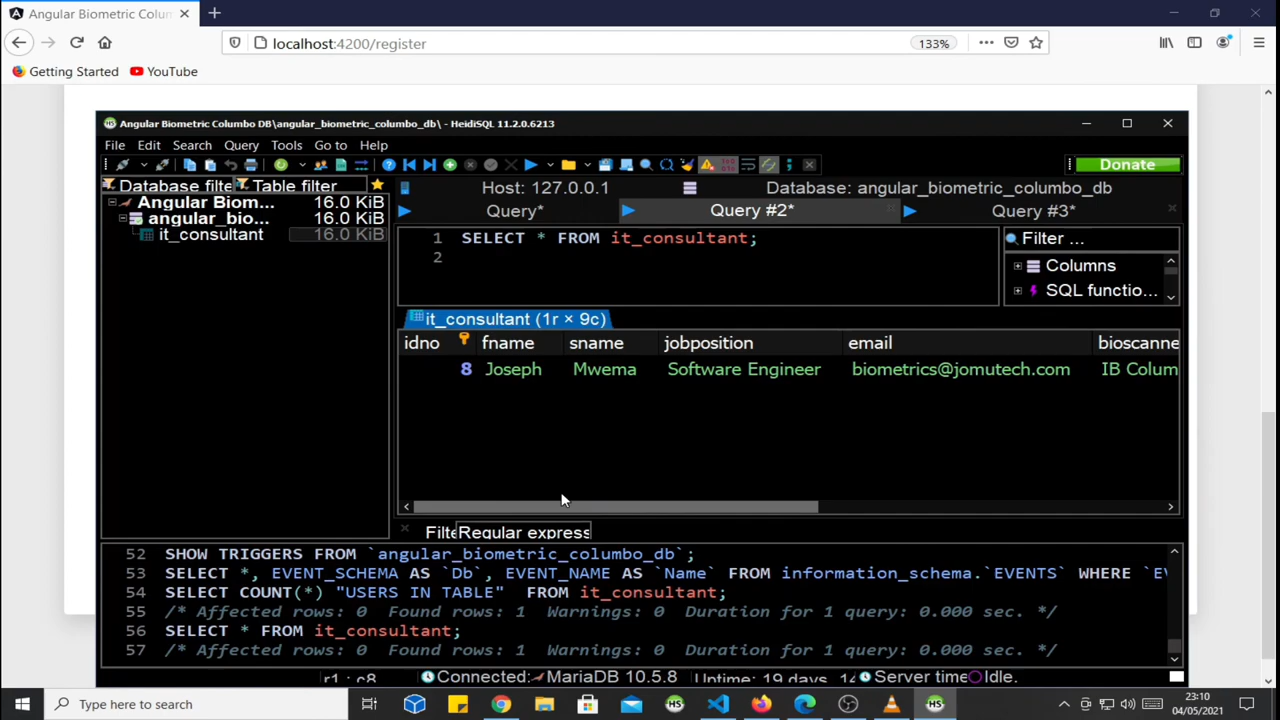 Angular Biometric Colun
localhost:4200/register
133%
Getting Started
YouTube
Angular Biometric Columbo DB\angular_biometric_columbo_db\ - HeidiSQL 11.2.0.6213
File Edit Search Query Tools Go to Help
Donate
Database filte Table filter
Host: 127.0.0.1 Database: angular_biometric_columbo_db
Angular Biom... 16.0 KiB
angular_bio... 16.0 KiB
it_consultant 16.0 KiB
Query* Query #2* Query #3*
1 SELECT * FROM it_consultant;
2
Filter ...
Columns
SQL functio...
it_consultant (1r × 9c)
idno fname sname jobposition email bioscanne
8 Joseph Mwema Software Engineer biometrics@jomutech.com IB Colum
Filte Regular express
52 SHOW TRIGGERS FROM `angular_biometric_columbo_db`;
53 SELECT *, EVENT_SCHEMA AS `Db`, EVENT_NAME AS `Name` FROM information_schema.`EVENTS` WHERE `EV
54 SELECT COUNT(*) "USERS IN TABLE"  FROM it_consultant;
55 /* Affected rows: 0  Found rows: 1  Warnings: 0  Duration for 1 query: 0.000 sec. */
56 SELECT * FROM it_consultant;
57 /* Affected rows: 0  Found rows: 1  Warnings: 0  Duration for 1 query: 0.000 sec. */
r1 : c8 Connected: MariaDB 10.5.8 Uptime: 19 days, Server time Idle.
Type here to search
23:10
04/05/2021